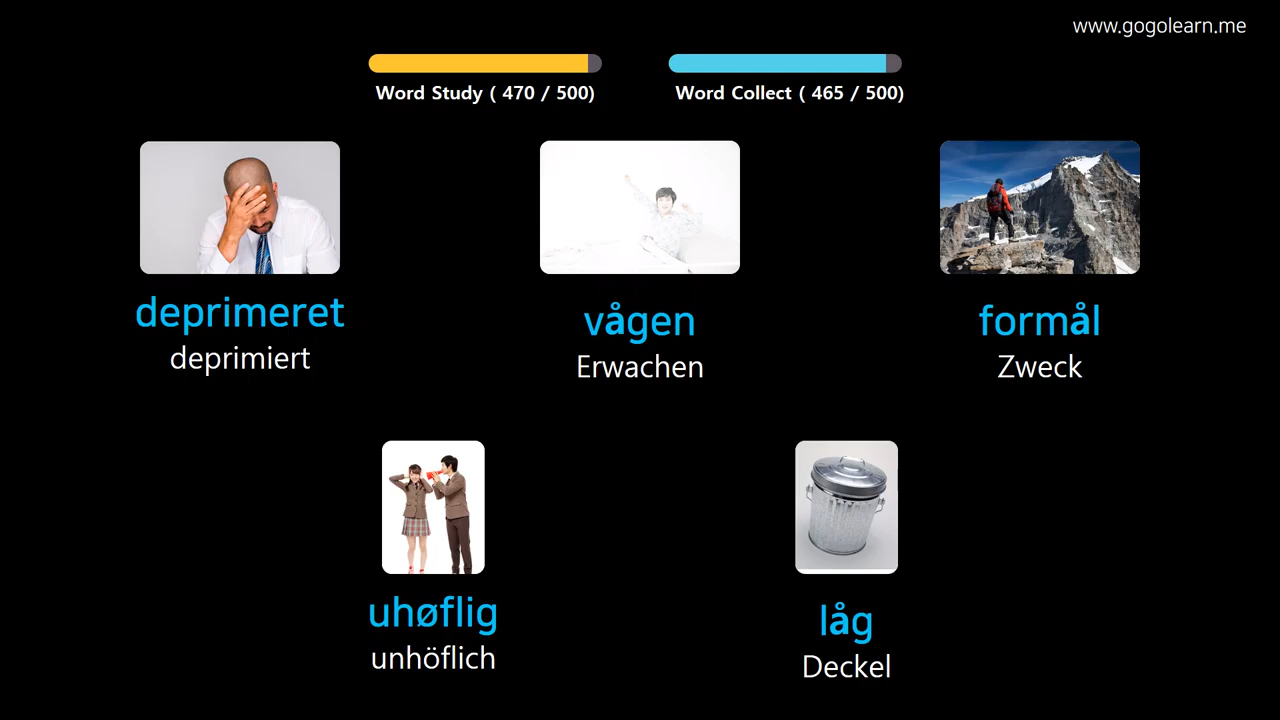 www.gogolearn.me
Word Study ( 470 / 500)
Word Collect ( 465 / 500)
deprimeret
deprimiert
vågen
Erwachen
formål
Zweck
uhøflig
unhöflich
låg
Deckel